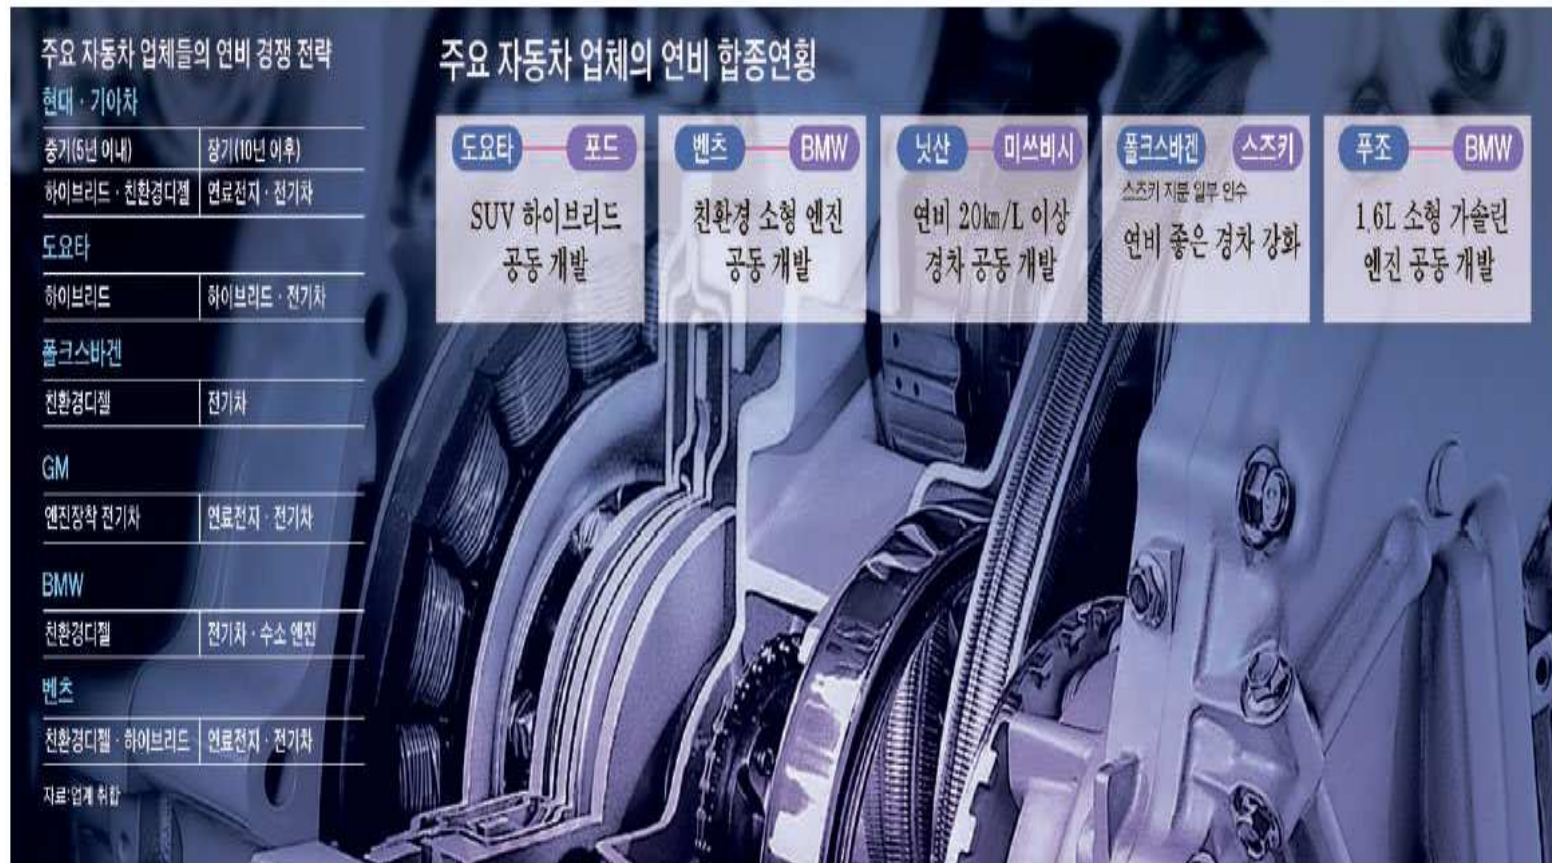 주요 자동차 업체들의 연비 경쟁 전략
현대 · 기아차
중기(5년 이내) 장기(10년 이후)
하이브리드 · 친환경디젤 연료전지 · 전기차
도요타
하이브리드 하이브리드 · 전기차
폴크스바겐
친환경디젤 전기차
GM
엔진장착 전기차 연료전지 · 전기차
BMW
친환경디젤 전기차 · 수소 엔진
벤츠
친환경디젤 · 하이브리드 연료전지 · 전기차
자료:업계 취합
주요 자동차 업체의 연비 합종연횡
도요타 포드
SUV 하이브리드
공동 개발
벤츠 BMW
친환경 소형 엔진
공동 개발
닛산 미쓰비시
연비 20㎞/L 이상
경차 공동 개발
폴크스바겐 스즈키
스즈키 지분 일부 인수
연비 좋은 경차 강화
푸조 BMW
1.6L 소형 가솔린
엔진 공동 개발